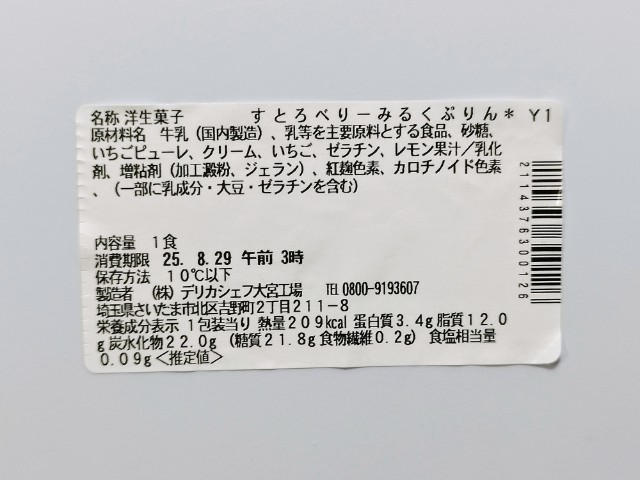 名称 洋生菓子 すとろべりーみるくぷりん* Y1
原材料名 牛乳（国内製造）、乳等を主要原料とする食品、砂糖、
いちごピューレ、クリーム、いちご、ゼラチン、レモン果汁／乳化
剤、増粘剤（加工澱粉、ジェラン）、紅麹色素、カロチノイド色素
、（一部に乳成分・大豆・ゼラチンを含む）
内容量 1食
消費期限 25. 8.29 午前 3時
保存方法 10℃以下
製造者 （株）デリカシェフ大宮工場 TEL 0800-9193607
埼玉県さいたま市北区吉野町2丁目211-8
栄養成分表示 1包装当り 熱量209kcal 蛋白質3.4g 脂質12.0
g 炭水化物22.0g（糖質21.8g 食物繊維0.2g） 食塩相当量
0.09g＜推定値＞
2114376300126